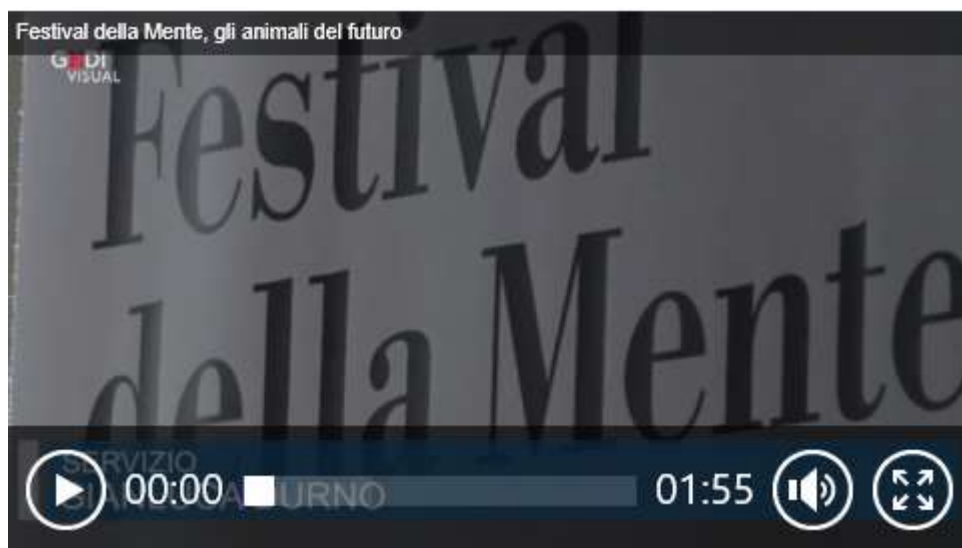 Festival della Mente, gli animali del futuro
GEDI
VISUAL
Festival
della Mente
SERVIZIO
00:00
01:55